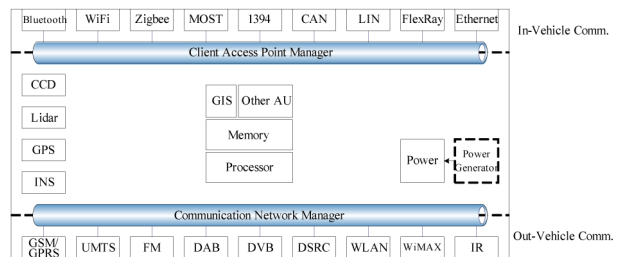 Bluetooth WiFi Zigbee MOST I394 CAN LIN FlexRay Ethernet
In-Vehicle Comm.
Client Access Point Manager
CCD
GIS Other AU
Lidar
Memory
GPS
Processor
Power
Power
Generator
INS
Communication Network Manager
Out-Vehicle Comm.
GSM/
GPRS
UMTS FM DAB DVB DSRC WLAN WiMAX IR